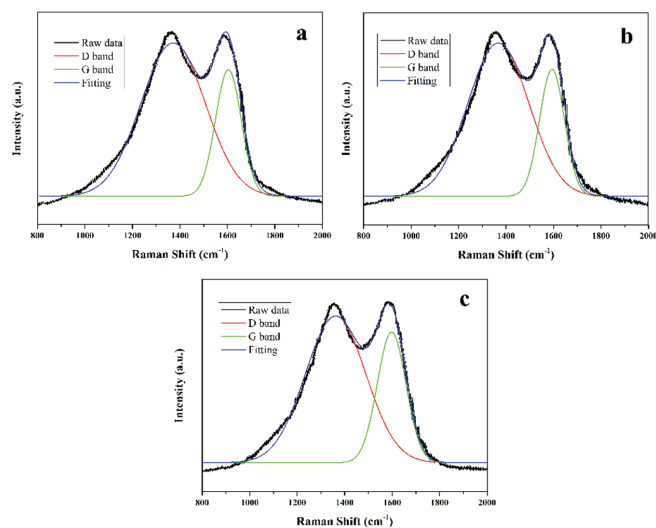 a
Raw data
D band
G band
Fitting
Intensity (a.u.)
800 1000 1200 1400 1600 1800 2000
Raman Shift (cm-1)
b
Raw data
D band
G band
Fitting
Intensity (a.u.)
800 1000 1200 1400 1600 1800 2000
Raman Shift (cm-1)
c
Raw data
D band
G band
Fitting
Intensity (a.u.)
800 1000 1200 1400 1600 1800 2000
Raman Shift (cm-1)